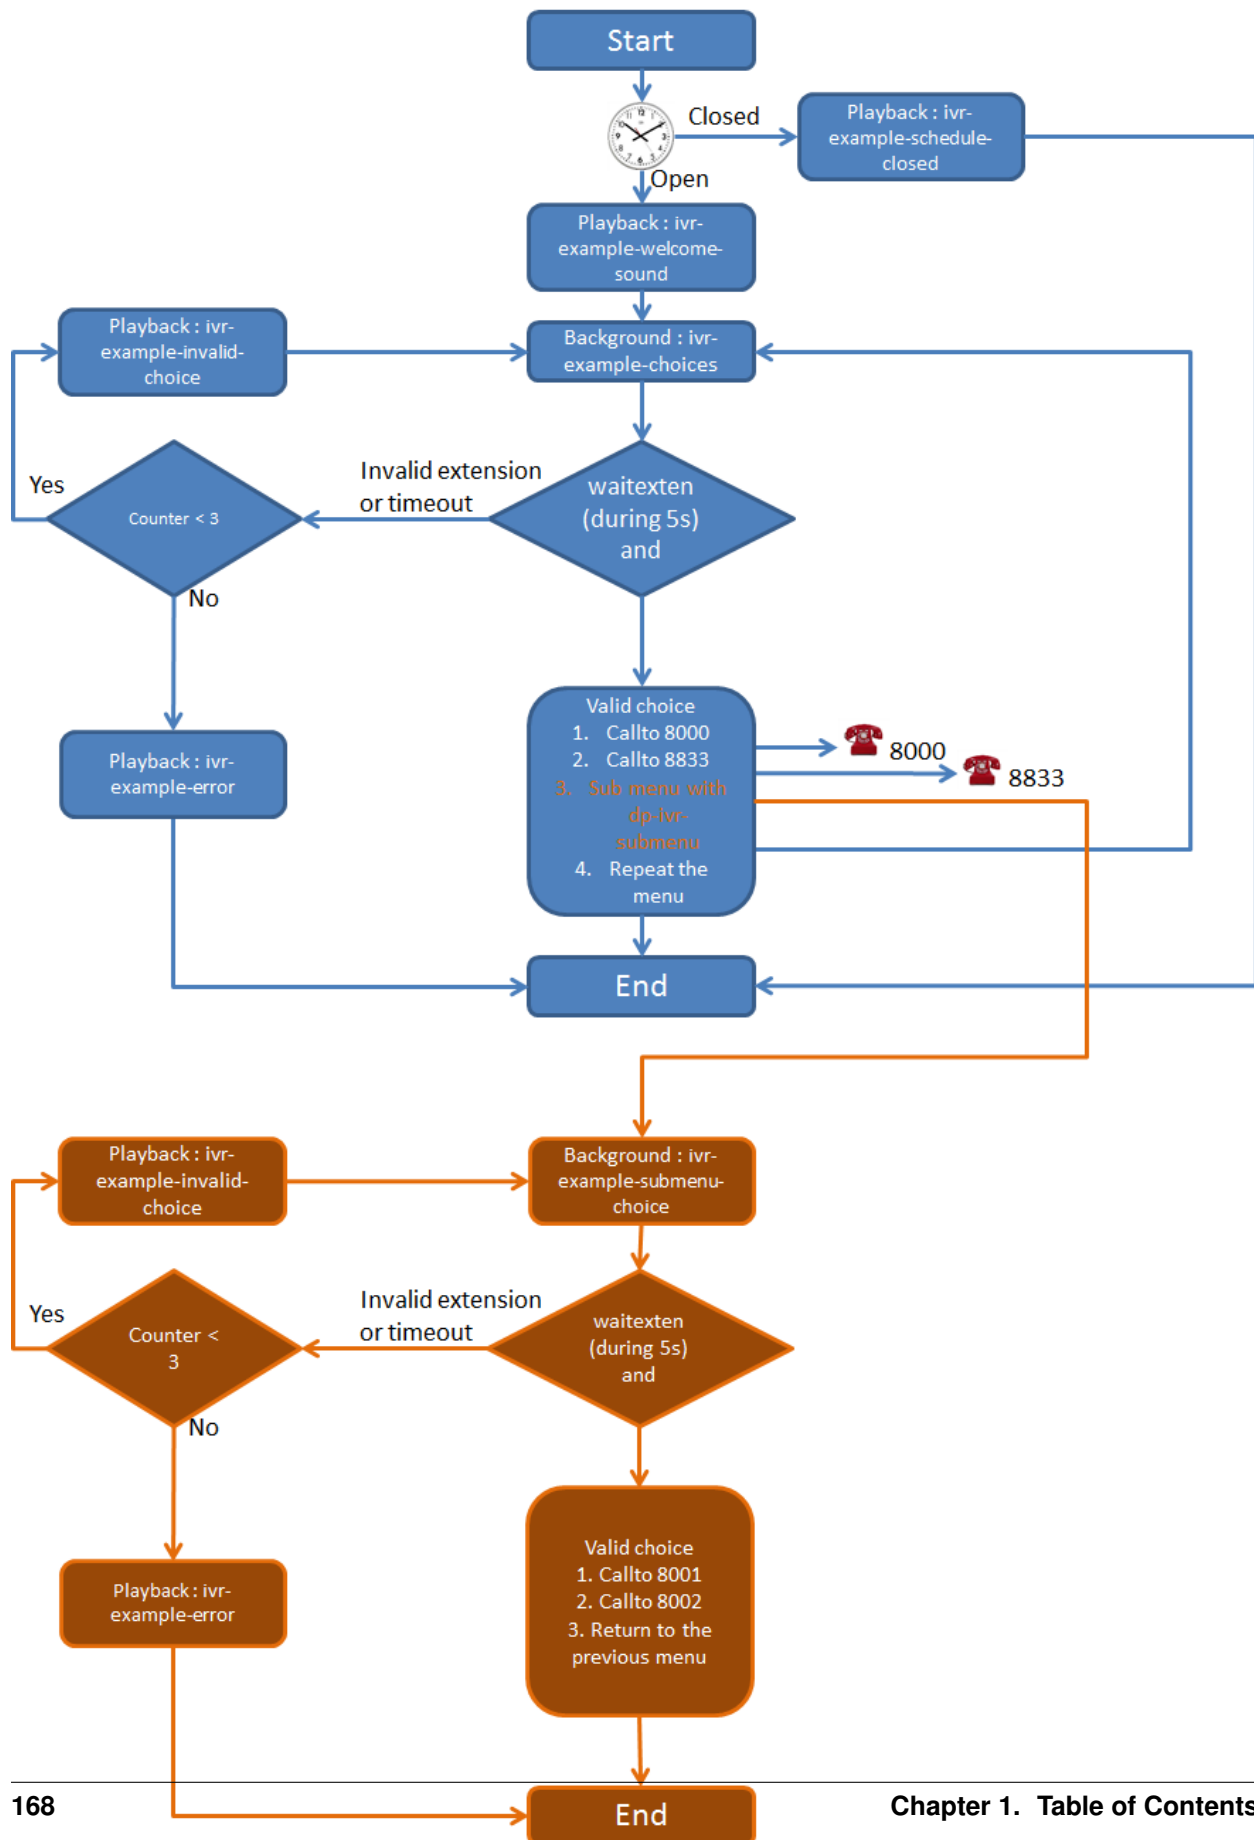 Start
Closed
Playback : ivr-
example-schedule-
closed
Open
Playback : ivr-
example-welcome-
sound
Playback : ivr-
example-invalid-
choice
Background : ivr-
example-choices
Yes
Counter < 3
Invalid extension
or timeout
waitexten
(during 5s)
and
No
Playback : ivr-
example-error
Valid choice
1. Callto 8000
2. Callto 8833
3. Sub menu with
dp-Ivr-
submenu
4. Repeat the
menu
8000
8833
End
Playback : ivr-
example-invalid-
choice
Background : ivr-
example-submenu-
choice
Yes
Counter <
3
Invalid extension
or timeout
waitexten
(during 5s)
and
No
Playback : ivr-
example-error
Valid choice
1. Callto 8001
2. Callto 8002
3. Return to the
previous menu
End
168
Chapter 1. Table of Contents